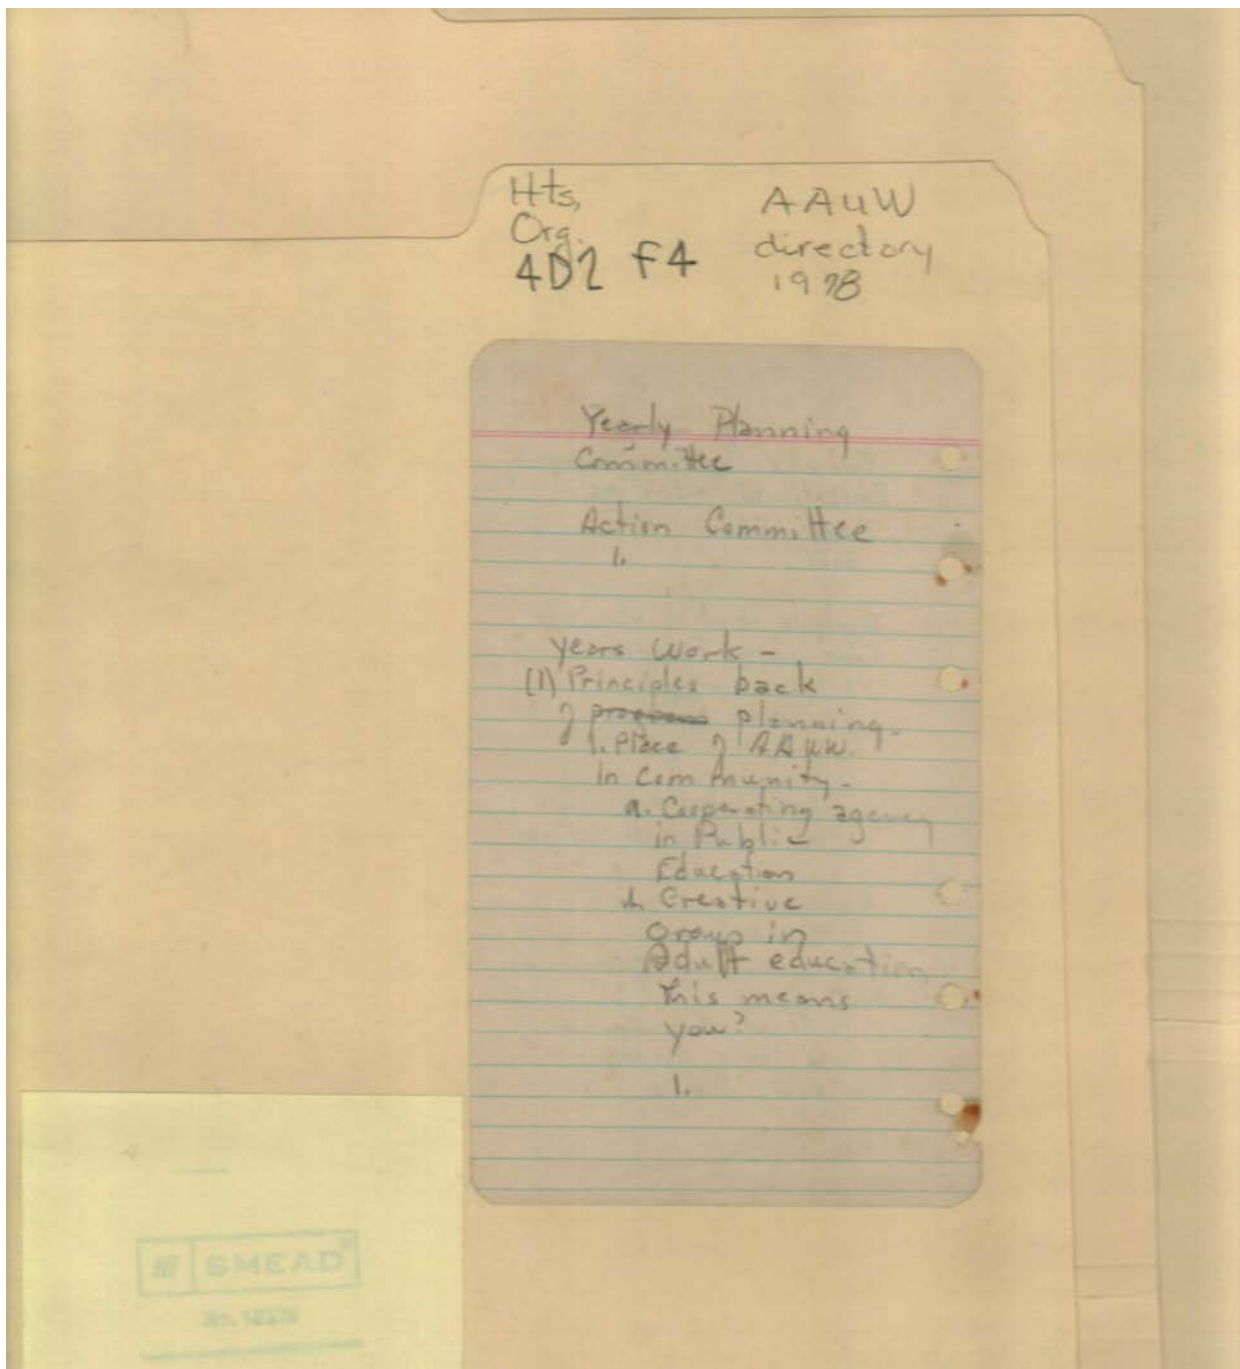 Hts,
Org.
4D2 F4
AAUW
directory
1978
Yearly Planning
Committee
Action Committee
1.
years Work -
(1) Principles back
of planning.
1. Place of AAUW.
in Community -
a. Cooperating agency
in Public
Education
b. Creative
Group in
Adult education
This means
you?
1.
SMEAD